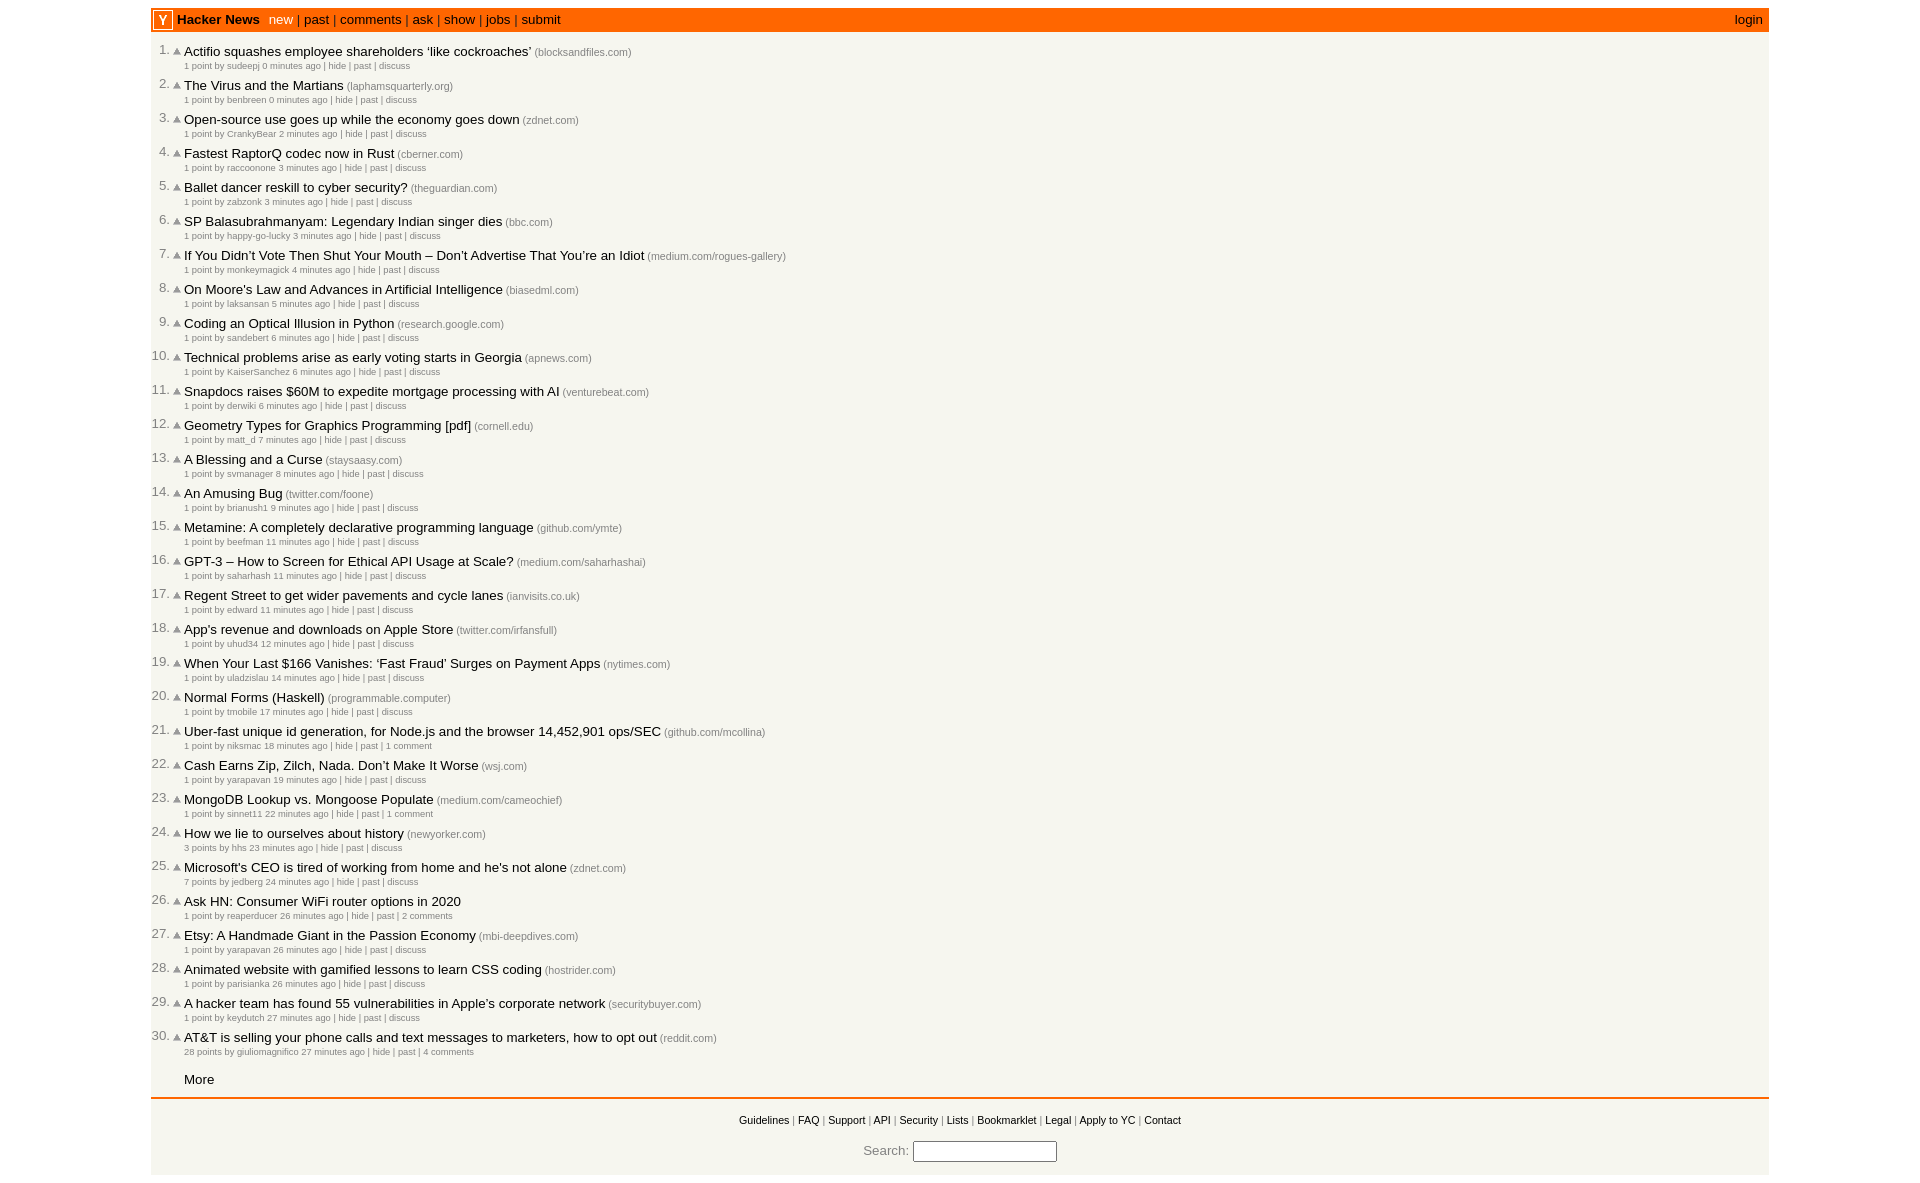 Y Hacker News new | past | comments | ask | show | jobs | submit login
1. Actifio squashes employee shareholders ‘like cockroaches’ (blocksandfiles.com)
1 point by sudeepj 0 minutes ago | hide | past | discuss
2. The Virus and the Martians (laphamsquarterly.org)
1 point by benbreen 0 minutes ago | hide | past | discuss
3. Open-source use goes up while the economy goes down (zdnet.com)
1 point by CrankyBear 2 minutes ago | hide | past | discuss
4. Fastest RaptorQ codec now in Rust (cberner.com)
1 point by raccoonone 3 minutes ago | hide | past | discuss
5. Ballet dancer reskill to cyber security? (theguardian.com)
1 point by zabzonk 3 minutes ago | hide | past | discuss
6. SP Balasubrahmanyam: Legendary Indian singer dies (bbc.com)
1 point by happy-go-lucky 3 minutes ago | hide | past | discuss
7. If You Didn’t Vote Then Shut Your Mouth – Don’t Advertise That You’re an Idiot (medium.com/rogues-gallery)
1 point by monkeymagick 4 minutes ago | hide | past | discuss
8. On Moore's Law and Advances in Artificial Intelligence (biasedml.com)
1 point by laksansan 5 minutes ago | hide | past | discuss
9. Coding an Optical Illusion in Python (research.google.com)
1 point by sandebert 6 minutes ago | hide | past | discuss
10. Technical problems arise as early voting starts in Georgia (apnews.com)
1 point by KaiserSanchez 6 minutes ago | hide | past | discuss
11. Snapdocs raises $60M to expedite mortgage processing with AI (venturebeat.com)
1 point by derwiki 6 minutes ago | hide | past | discuss
12. Geometry Types for Graphics Programming [pdf] (cornell.edu)
1 point by matt_d 7 minutes ago | hide | past | discuss
13. A Blessing and a Curse (staysaasy.com)
1 point by svmanager 8 minutes ago | hide | past | discuss
14. An Amusing Bug (twitter.com/foone)
1 point by brianush1 9 minutes ago | hide | past | discuss
15. Metamine: A completely declarative programming language (github.com/ymte)
1 point by beefman 11 minutes ago | hide | past | discuss
16. GPT-3 – How to Screen for Ethical API Usage at Scale? (medium.com/saharhashai)
1 point by saharhash 11 minutes ago | hide | past | discuss
17. Regent Street to get wider pavements and cycle lanes (ianvisits.co.uk)
1 point by edward 11 minutes ago | hide | past | discuss
18. App’s revenue and downloads on Apple Store (twitter.com/irfansfull)
1 point by uhud34 12 minutes ago | hide | past | discuss
19. When Your Last $166 Vanishes: ‘Fast Fraud’ Surges on Payment Apps (nytimes.com)
1 point by uladzislau 14 minutes ago | hide | past | discuss
20. Normal Forms (Haskell) (programmable.computer)
1 point by tmobile 17 minutes ago | hide | past | discuss
21. Uber-fast unique id generation, for Node.js and the browser 14,452,901 ops/SEC (github.com/mcollina)
1 point by niksmac 18 minutes ago | hide | past | 1 comment
22. Cash Earns Zip, Zilch, Nada. Don’t Make It Worse (wsj.com)
1 point by yarapavan 19 minutes ago | hide | past | discuss
23. MongoDB Lookup vs. Mongoose Populate (medium.com/cameochief)
1 point by sinnet11 22 minutes ago | hide | past | 1 comment
24. How we lie to ourselves about history (newyorker.com)
3 points by hhs 23 minutes ago | hide | past | discuss
25. Microsoft's CEO is tired of working from home and he's not alone (zdnet.com)
7 points by jedberg 24 minutes ago | hide | past | discuss
26. Ask HN: Consumer WiFi router options in 2020
1 point by reaperducer 26 minutes ago | hide | past | 2 comments
27. Etsy: A Handmade Giant in the Passion Economy (mbi-deepdives.com)
1 point by yarapavan 26 minutes ago | hide | past | discuss
28. Animated website with gamified lessons to learn CSS coding (hostrider.com)
1 point by parisianka 26 minutes ago | hide | past | discuss
29. A hacker team has found 55 vulnerabilities in Apple’s corporate network (securitybuyer.com)
1 point by keydutch 27 minutes ago | hide | past | discuss
30. AT&T is selling your phone calls and text messages to marketers, how to opt out (reddit.com)
28 points by giuliomagnifico 27 minutes ago | hide | past | 4 comments
More
Guidelines | FAQ | Support | API | Security | Lists | Bookmarklet | Legal | Apply to YC | Contact
Search: